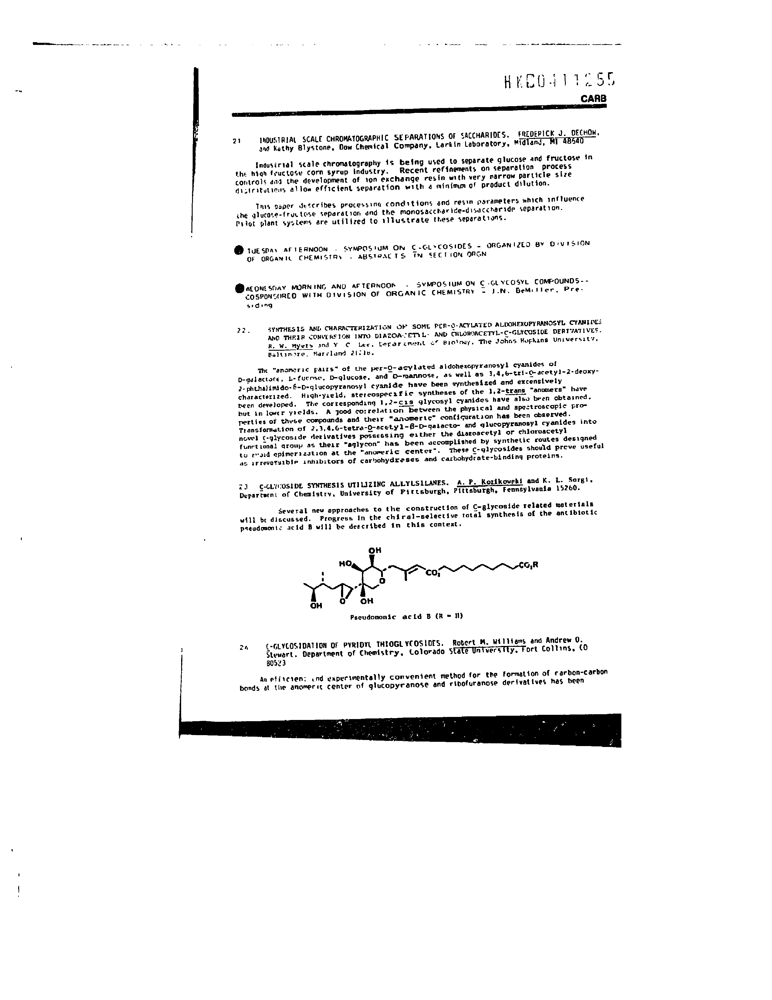 HKC0411255
CARB
21 INDUSTRIAL SCALE CHROMATOGRAPHIC SEPARATIONS OF SACCHARIDES. FREDERICK J. DECHOW,
and Kathy Blystone, Dow Chemical Company, Larkin Laboratory, Midland, MI 48640
Industrial scale chromatography is being used to separate glucose and fructose in
the high fructose corn syrup industry. Recent refinements on separation process
controls and the development of ion exchange resin with very narrow particle size
distributions allow efficient separation with a minimum of product dilution.
This paper describes processing conditions and resin parameters which influence
the glucose-fructose separation and the monosaccharide-disaccharide separation.
Pilot plant systems are utilized to illustrate these separations.
TUESDAY AFTERNOON - SYMPOSIUM ON C-GLYCOSIDES - ORGANIZED BY DIVISION
OF ORGANIC CHEMISTRY - ABSTRACTS IN SECTION ORGN
WEDNESDAY MORNING AND AFTERNOON - SYMPOSIUM ON C-GLYCOSYL COMPOUNDS--
COSPONSORED WITH DIVISION OF ORGANIC CHEMISTRY - J.N. BeMiller, Pre-
siding
22. SYNTHESIS AND CHARACTERIZATION OF SOME PER-O-ACYLATED ALDOHEXOPYRANOSYL CYANIDES
AND THEIR CONVERSION INTO DIAZOACETYL- AND CHLOROACETYL-C-GLYCOSIDE DERIVATIVES.
R. W. Myers and Y. C. Lee, Department of Biology, The Johns Hopkins University,
Baltimore, Maryland 21218.
The "anomeric pairs" of the per-O-acylated aldohexopyranosyl cyanides of
D-galactose, L-fucose, D-glucose, and D-mannose, as well as 3,4,6-tri-O-acetyl-2-deoxy-
2-phthalimido-β-D-glucopyranosyl cyanide have been synthesized and extensively
characterized. High-yield, stereospecific syntheses of the 1,2-trans "anomers" have
been developed. The corresponding 1,2-cis glycosyl cyanides have also been obtained,
but in lower yields. A good correlation between the physical and spectroscopic pro-
perties of these compounds and their "anomeric" configuration has been observed.
Transformation of 2,3,4,6-tetra-O-acetyl-β-D-galacto- and glucopyranosyl cyanides into
novel C-glycoside derivatives possessing either the diazoacetyl or chloroacetyl
functional group as their "aglycon" has been accomplished by synthetic routes designed
to avoid epimerization at the "anomeric center". These C-glycosides should prove useful
as irreversible inhibitors of carbohydrases and carbohydrate-binding proteins.
23 C-GLYCOSIDE SYNTHESIS UTILIZING ALLYLSILANES. A. P. Kozikowski and K. L. Sorgi,
Department of Chemistry, University of Pittsburgh, Pittsburgh, Pennsylvania 15260.
Several new approaches to the construction of C-glycoside related materials
will be discussed. Progress in the chiral-selective total synthesis of the antibiotic
pseudomonic acid B will be described in this context.
OH
HO
CO₂
CO₂R
O
O
OH
OH
Pseudomonic acid B (R = H)
24 C-GLYCOSIDATION OF PYRIDYL THIOGLYCOSIDES. Robert M. Williams and Andrew O.
Stewart, Department of Chemistry, Colorado State University, Fort Collins, CO
80523
An efficient and experimentally convenient method for the formation of carbon-carbon
bonds at the anomeric center of glucopyranose and ribofuranose derivatives has been